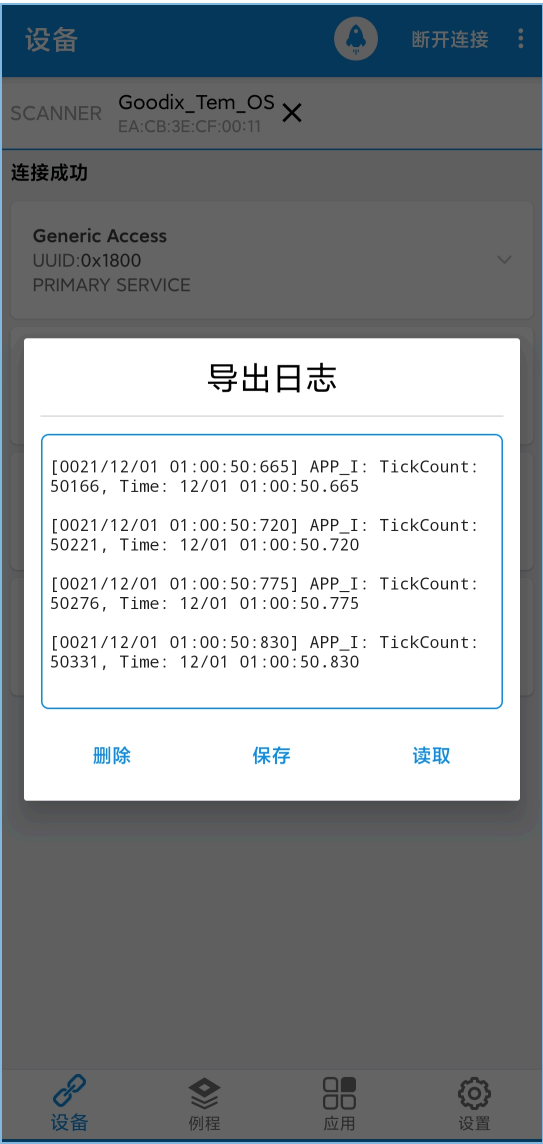 设备
断开连接
SCANNER
Goodix_Tem_OS
EA:CB:3E:CF:00:11
连接成功
Generic Access
UUID:0x1800
PRIMARY SERVICE
导出日志
[0021/12/01 01:00:50:665] APP_I: TickCount:
50166, Time: 12/01 01:00:50.665
[0021/12/01 01:00:50:720] APP_I: TickCount:
50221, Time: 12/01 01:00:50.720
[0021/12/01 01:00:50:775] APP_I: TickCount:
50276, Time: 12/01 01:00:50.775
[0021/12/01 01:00:50:830] APP_I: TickCount:
50331, Time: 12/01 01:00:50.830
删除
保存
读取
设备
例程
应用
设置